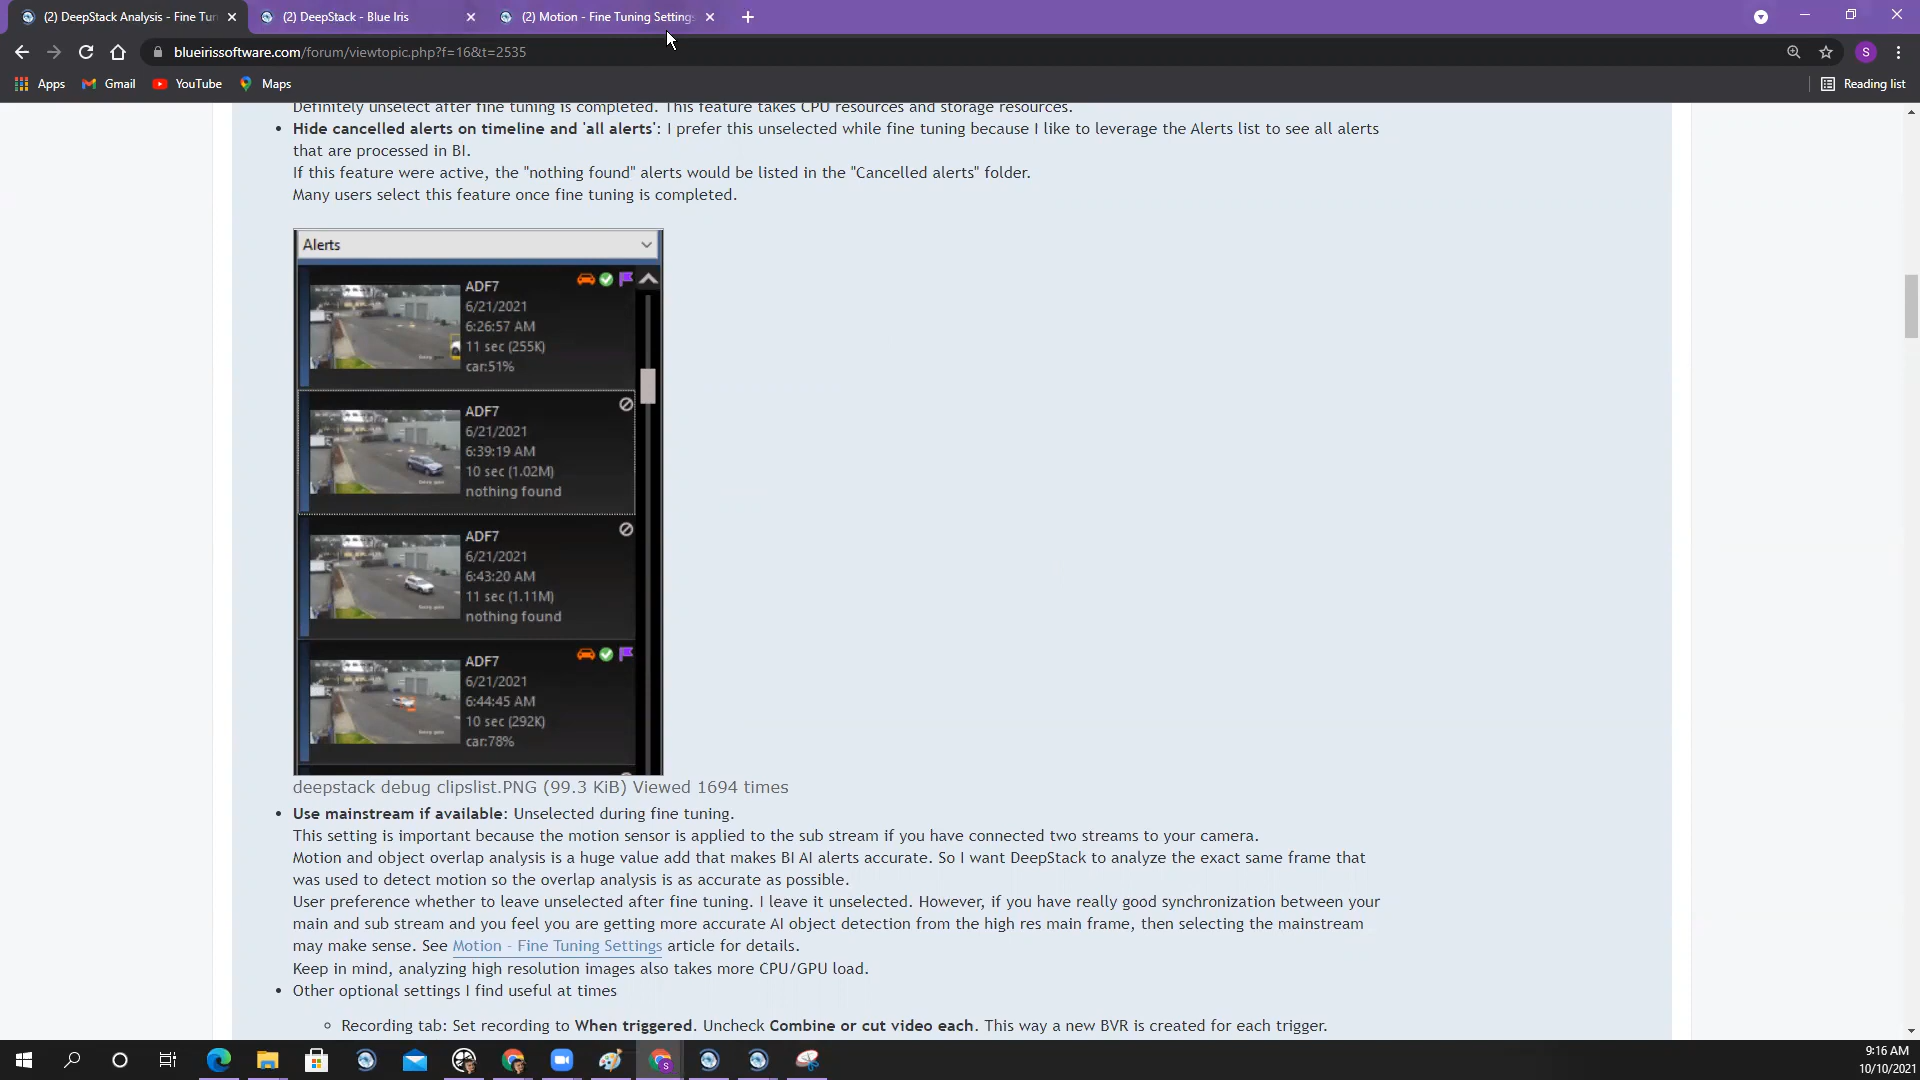 (2) DeepStack Analysis - Fine Tun
(2) DeepStack - Blue Iris
(2) Motion - Fine Tuning Settings
blueirissoftware.com/forum/viewtopic.php?f=16&t=2535
S
Apps
Gmail
YouTube
Maps
Reading list
Definitely unselect after fine tuning is completed. This feature takes CPU resources and storage resources.
• Hide cancelled alerts on timeline and 'all alerts': I prefer this unselected while fine tuning because I like to leverage the Alerts list to see all alerts
that are processed in BI.
If this feature were active, the "nothing found" alerts would be listed in the "Cancelled alerts" folder.
Many users select this feature once fine tuning is completed.
Alerts
ADF7
6/21/2021
6:26:57 AM
11 sec (255K)
car:51%
ADF7
6/21/2021
6:39:19 AM
10 sec (1.02M)
nothing found
ADF7
6/21/2021
6:43:20 AM
11 sec (1.11M)
nothing found
ADF7
6/21/2021
6:44:45 AM
10 sec (292K)
car:78%
deepstack debug clipslist.PNG (99.3 KiB) Viewed 1694 times
• Use mainstream if available: Unselected during fine tuning.
This setting is important because the motion sensor is applied to the sub stream if you have connected two streams to your camera.
Motion and object overlap analysis is a huge value add that makes BI AI alerts accurate. So I want DeepStack to analyze the exact same frame that
was used to detect motion so the overlap analysis is as accurate as possible.
User preference whether to leave unselected after fine tuning. I leave it unselected. However, if you have really good synchronization between your
main and sub stream and you feel you are getting more accurate AI object detection from the high res main frame, then selecting the mainstream
may make sense. See Motion - Fine Tuning Settings article for details.
Keep in mind, analyzing high resolution images also takes more CPU/GPU load.
• Other optional settings I find useful at times
◦ Recording tab: Set recording to When triggered. Uncheck Combine or cut video each. This way a new BVR is created for each trigger.
9:16 AM
10/10/2021